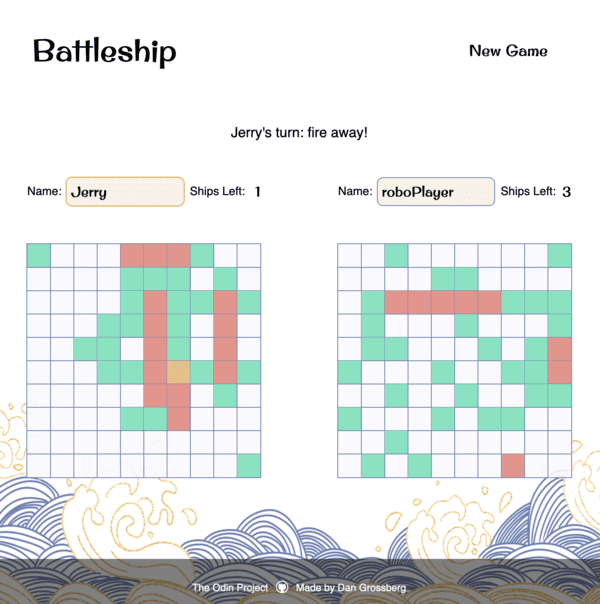 Battleship
New Game
Jerry's turn: fire away!
Name: Jerry Ships Left: 1
Name: roboPlayer Ships Left: 3
The Odin Project Made by Dan Grossberg